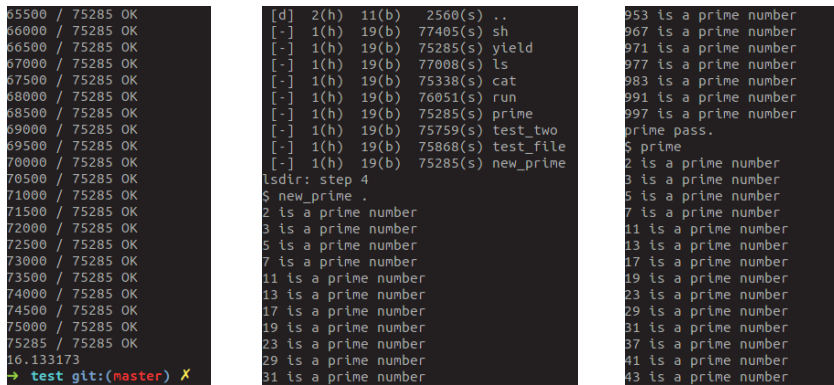 65500 / 75285 OK
66000 / 75285 OK
66500 / 75285 OK
67000 / 75285 OK
67500 / 75285 OK
68000 / 75285 OK
68500 / 75285 OK
69000 / 75285 OK
69500 / 75285 OK
70000 / 75285 OK
70500 / 75285 OK
71000 / 75285 OK
71500 / 75285 OK
72000 / 75285 OK
72500 / 75285 OK
73000 / 75285 OK
73500 / 75285 OK
74000 / 75285 OK
74500 / 75285 OK
75000 / 75285 OK
75285 / 75285 OK
16.133173
→ test git:(master) ✗
[d] 2(h) 11(b) 2560(s) ..
[-] 1(h) 19(b) 77405(s) sh
[-] 1(h) 19(b) 75285(s) yield
[-] 1(h) 19(b) 77008(s) ls
[-] 1(h) 19(b) 75338(s) cat
[-] 1(h) 19(b) 76051(s) run
[-] 1(h) 19(b) 75285(s) prime
[-] 1(h) 19(b) 75759(s) test_two
[-] 1(h) 19(b) 75868(s) test_file
[-] 1(h) 19(b) 75285(s) new_prime
lsdir: step 4
$ new_prime .
2 is a prime number
3 is a prime number
5 is a prime number
7 is a prime number
11 is a prime number
13 is a prime number
17 is a prime number
19 is a prime number
23 is a prime number
29 is a prime number
31 is a prime number
953 is a prime number
967 is a prime number
971 is a prime number
977 is a prime number
983 is a prime number
991 is a prime number
997 is a prime number
prime pass.
$ prime
2 is a prime number
3 is a prime number
5 is a prime number
7 is a prime number
11 is a prime number
13 is a prime number
17 is a prime number
19 is a prime number
23 is a prime number
29 is a prime number
31 is a prime number
37 is a prime number
41 is a prime number
43 is a prime number